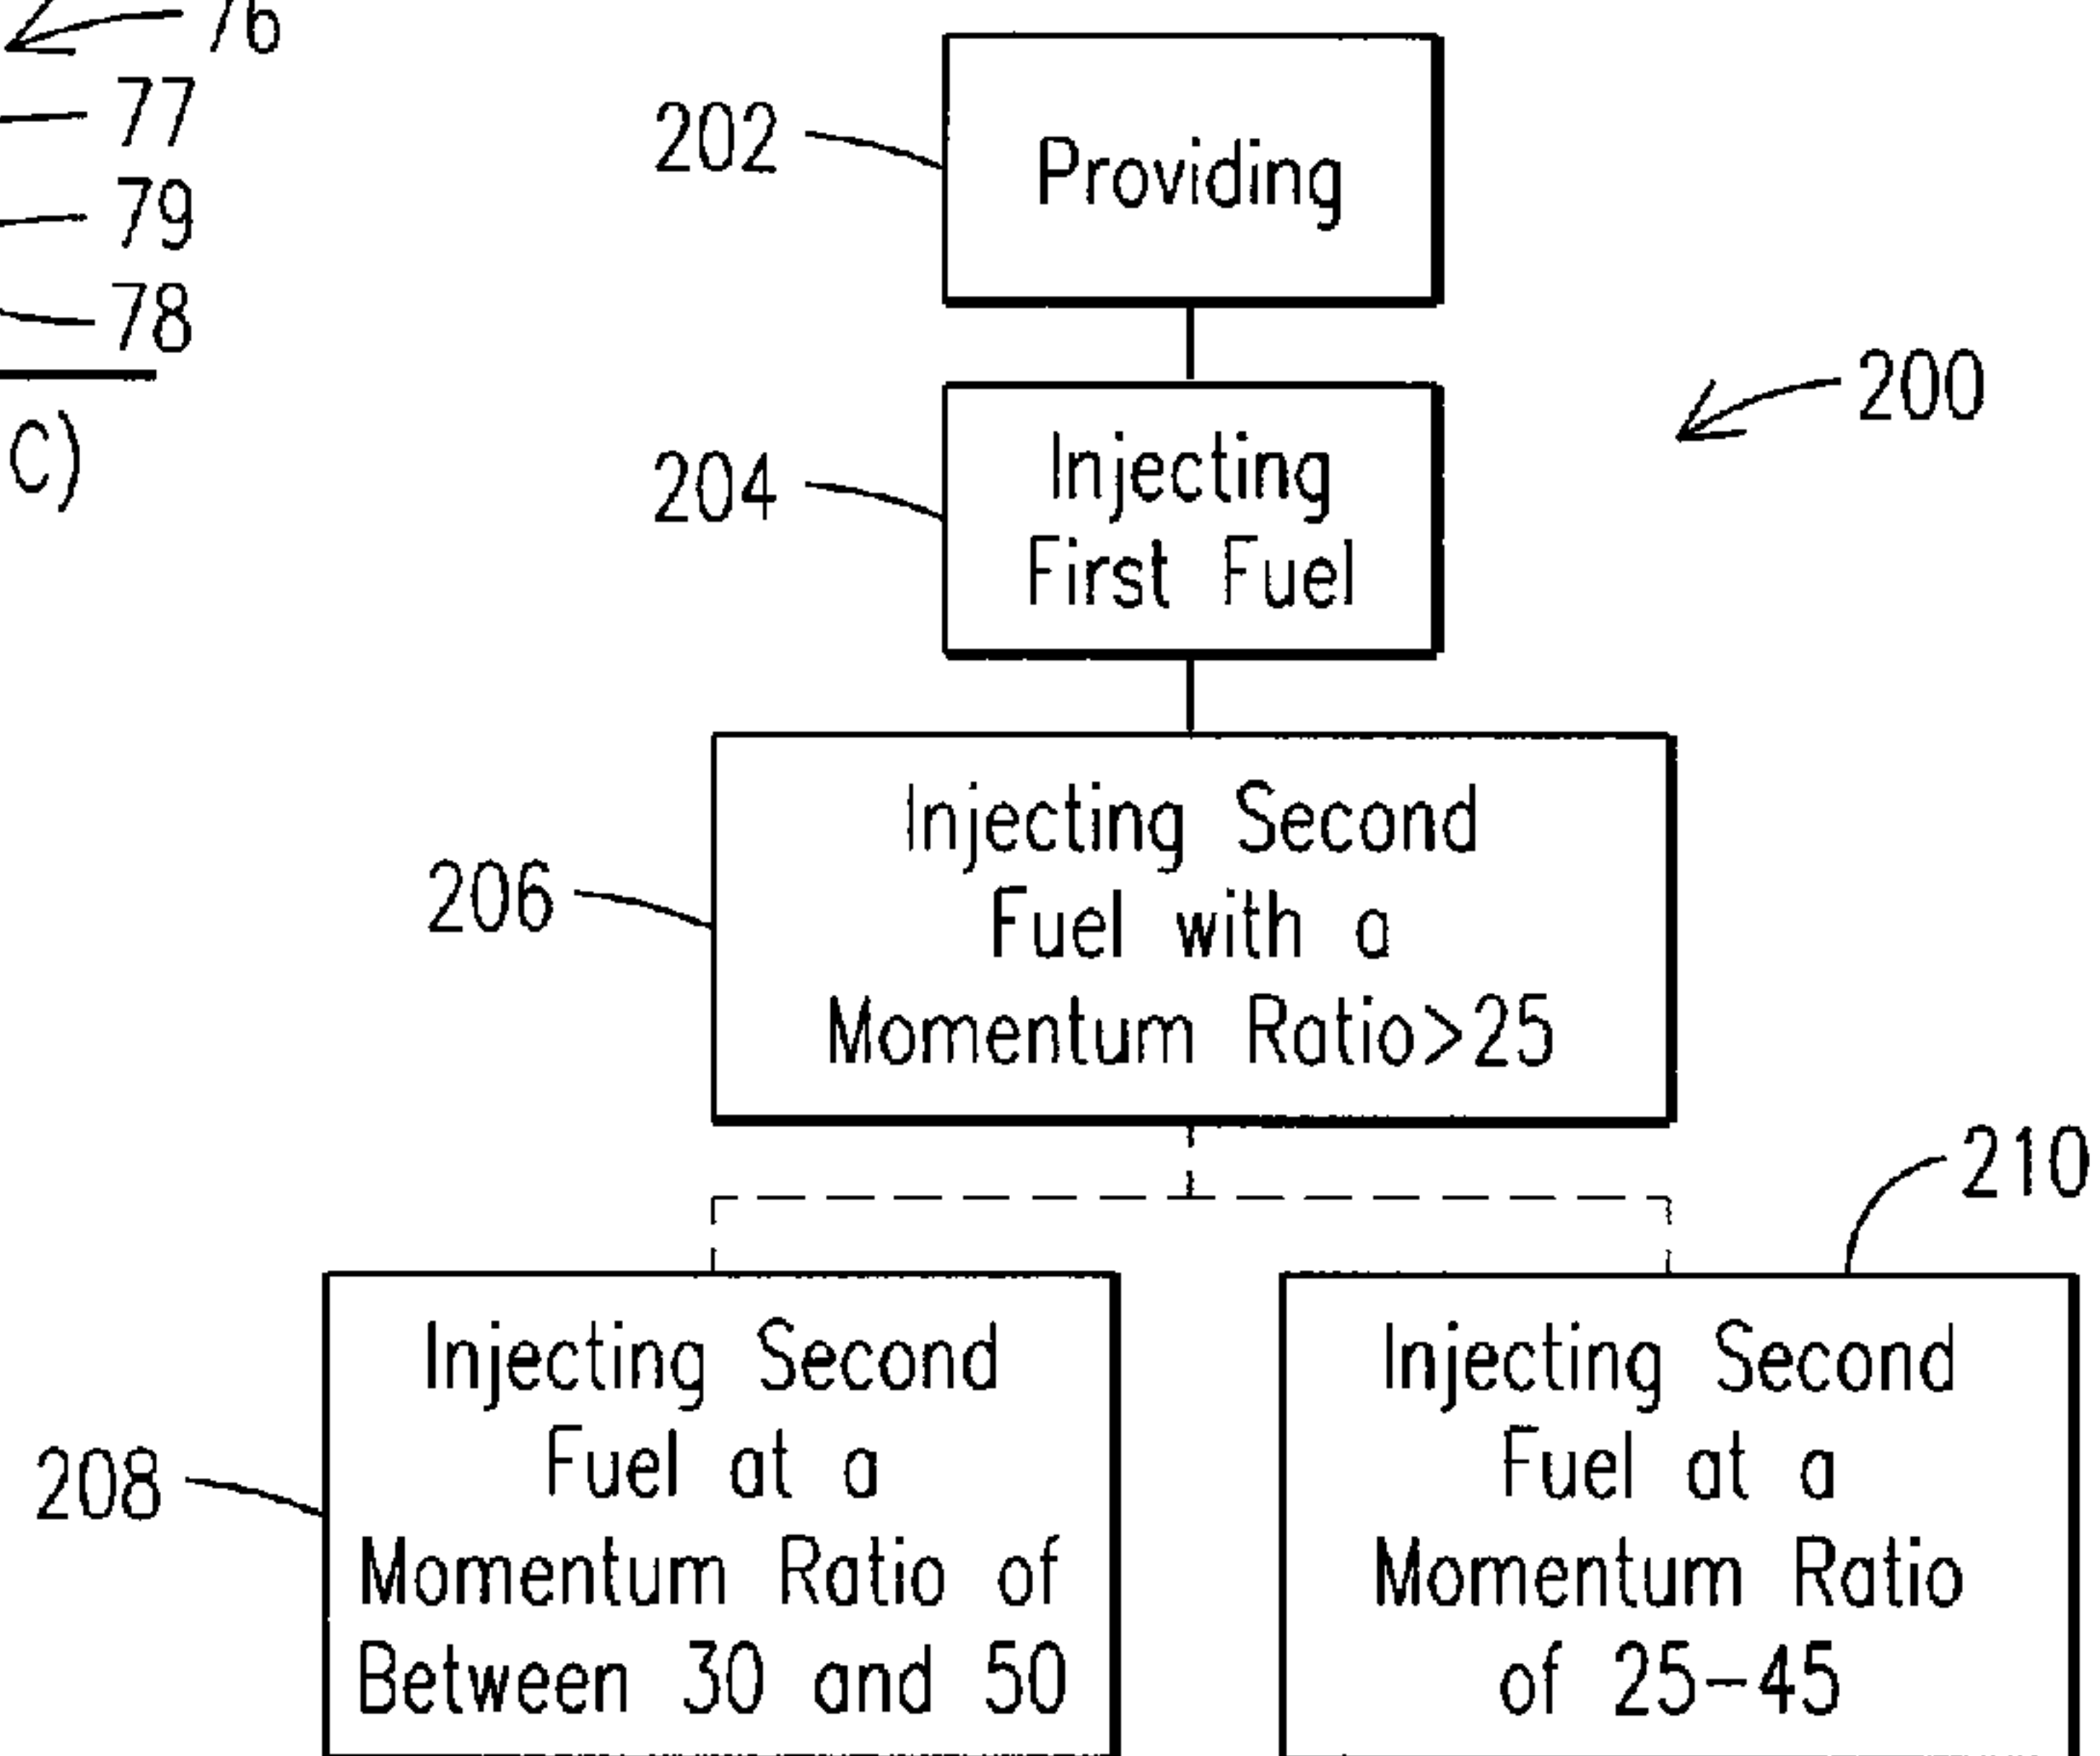 76
77
79
78
C)
202
Providing
200
204
Injecting
First Fuel
206
Injecting Second
Fuel with a
Momentum Ratio>25
210
208
Injecting Second
Fuel at a
Momentum Ratio of
Between 30 and 50
Injecting Second
Fuel at a
Momentum Ratio
of 25-45